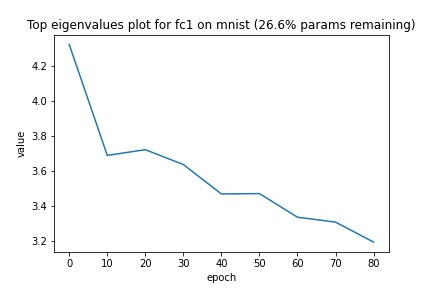 Top eigenvalues plot for fc1 on mnist (26.6% params remaining)
4.2
4.0
3.8
3.6
3.4
3.2
value
0 10 20 30 40 50 60 70 80
epoch